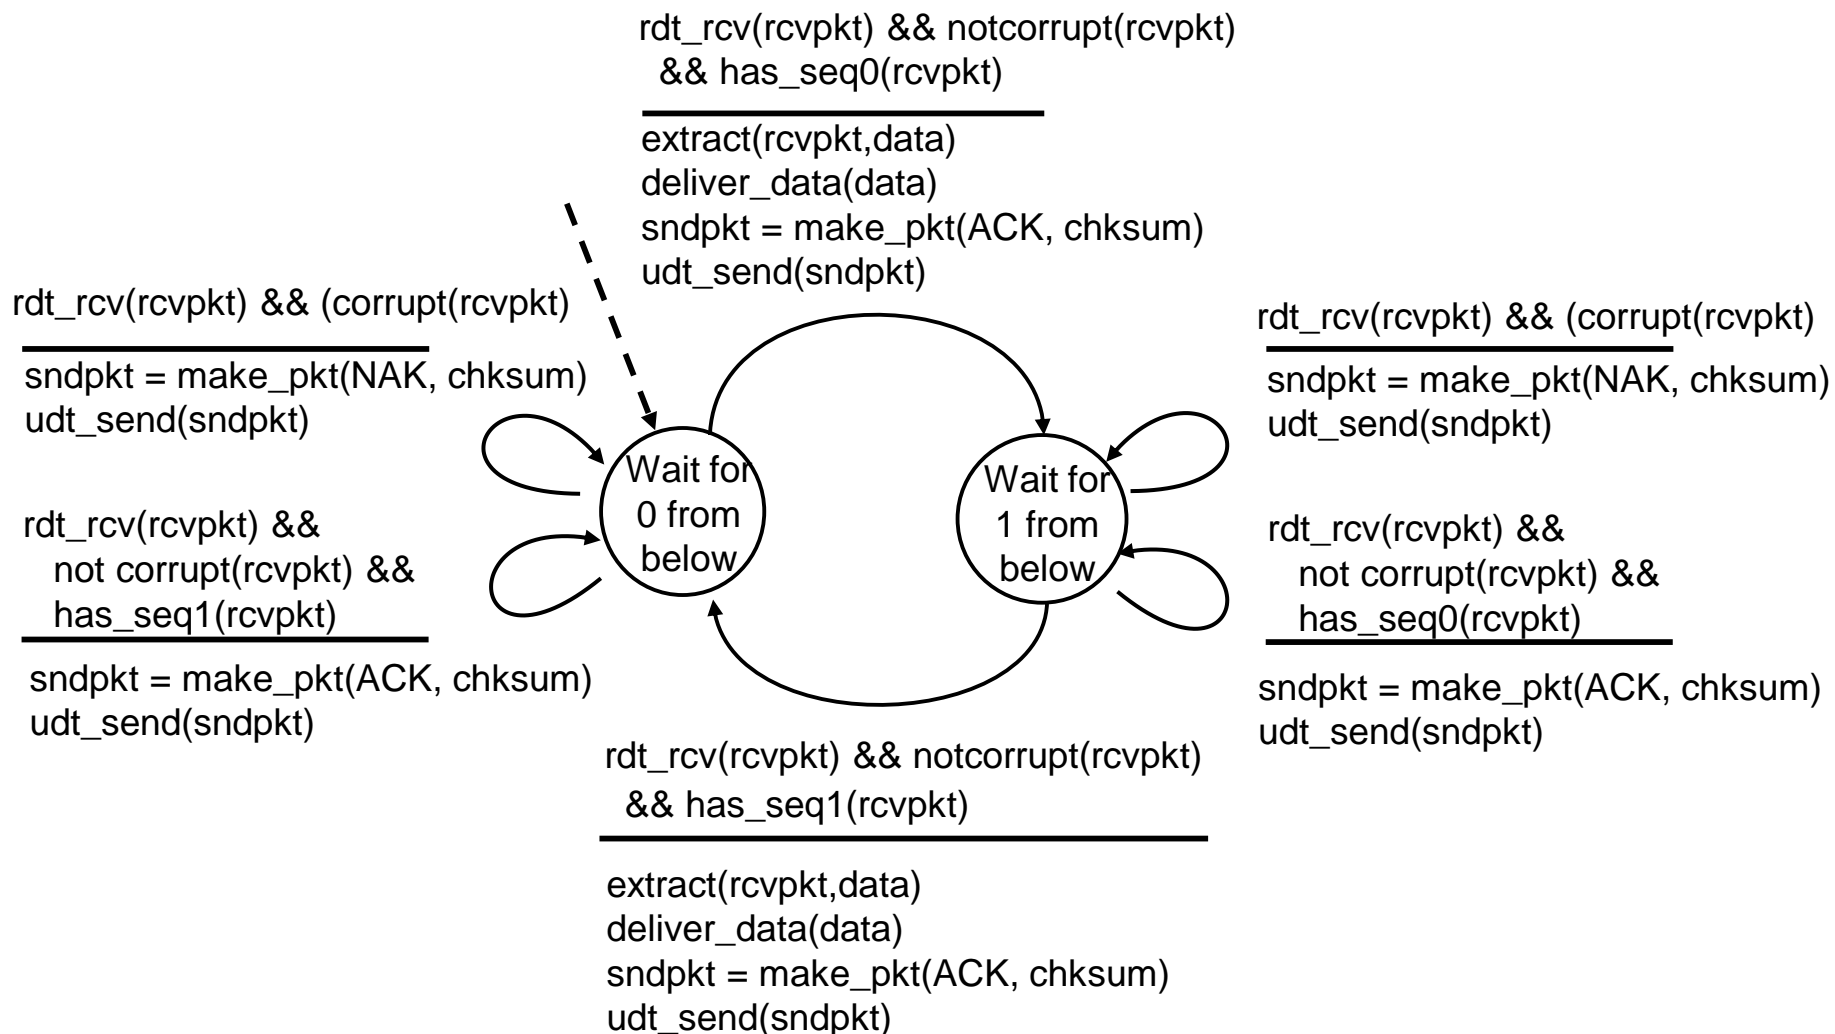 rdt_rcv(rcvpkt) && notcorrupt(rcvpkt)
&& has_seq0(rcvpkt)
extract(rcvpkt,data)
deliver_data(data)
sndpkt = make_pkt(ACK, chksum)
udt_send(sndpkt)
rdt_rcv(rcvpkt) && (corrupt(rcvpkt)
sndpkt = make_pkt(NAK, chksum)
udt_send(sndpkt)
rdt_rcv(rcvpkt) &&
not corrupt(rcvpkt) &&
has_seq1(rcvpkt)
sndpkt = make_pkt(ACK, chksum)
udt_send(sndpkt)
Wait for
0 from
below
Wait for
1 from
below
rdt_rcv(rcvpkt) && (corrupt(rcvpkt)
sndpkt = make_pkt(NAK, chksum)
udt_send(sndpkt)
rdt_rcv(rcvpkt) &&
not corrupt(rcvpkt) &&
has_seq0(rcvpkt)
sndpkt = make_pkt(ACK, chksum)
udt_send(sndpkt)
rdt_rcv(rcvpkt) && notcorrupt(rcvpkt)
&& has_seq1(rcvpkt)
extract(rcvpkt,data)
deliver_data(data)
sndpkt = make_pkt(ACK, chksum)
udt_send(sndpkt)